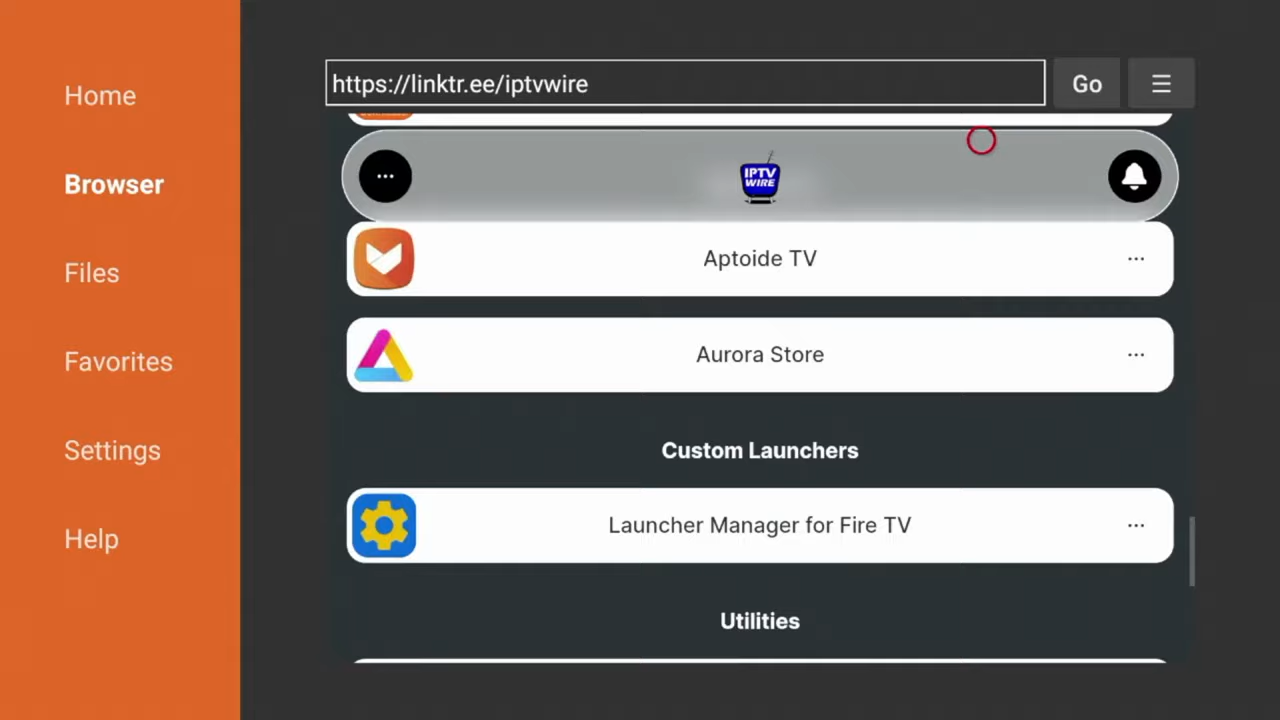 Home
Browser
Files
Favorites
Settings
Help
https://linktr.ee/iptvwire
Go
IPTV
WIRE
Aptoide TV
Aurora Store
Custom Launchers
Launcher Manager for Fire TV
Utilities